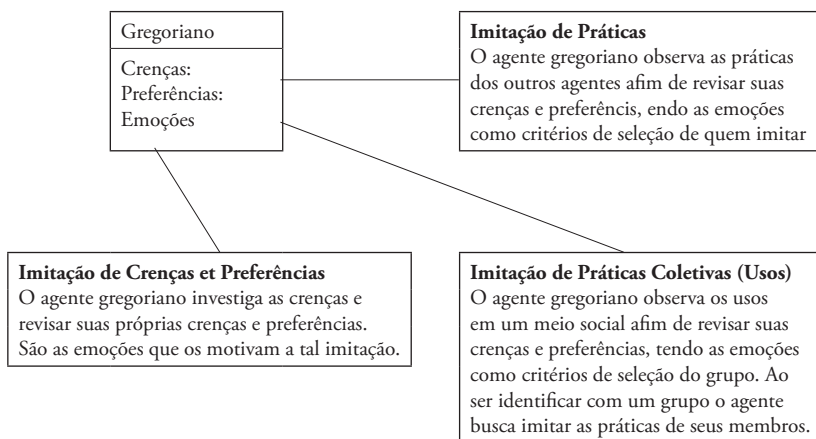 Gregoriano
Crenças:
Preferências:
Emoções
Imitação de Práticas
O agente gregoriano observa as práticas
dos outros agentes afim de revisar suas
crenças e preferêncis, endo as emoções
como critérios de seleção de quem imitar
Imitação de Crenças et Preferências
O agente gregoriano investiga as crenças e
revisar suas próprias crenças e preferências.
São as emoções que os motivam a tal imitação.
Imitação de Práticas Coletivas (Usos)
O agente gregoriano observa os usos
em um meio social afim de revisar suas
crenças e preferências, tendo as emoções
como critérios de seleção do grupo. Ao
ser identificar com um grupo o agente
busca imitar as práticas de seus membros.